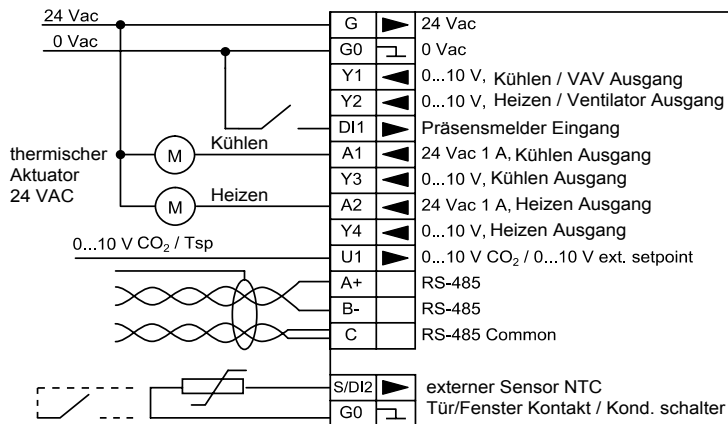 24 Vac
G
24 Vac
0 Vac
G0
0 Vac
Y1
0...10 V, Kühlen / VAV Ausgang
Y2
0...10 V, Heizen / Ventilator Ausgang
DI1
Präsensmelder Eingang
thermischer
Aktuator
24 VAC
M
Kühlen
A1
24 Vac 1 A, Kühlen Ausgang
Y3
0...10 V, Kühlen Ausgang
M
Heizen
A2
24 Vac 1 A, Heizen Ausgang
Y4
0...10 V, Heizen Ausgang
0...10 V CO₂ / Tsp
U1
0...10 V CO₂ / 0...10 V ext. setpoint
A+
RS-485
B-
RS-485
C
RS-485 Common
S/DI2
externer Sensor NTC
G0
Tür/Fenster Kontakt / Kond. schalter